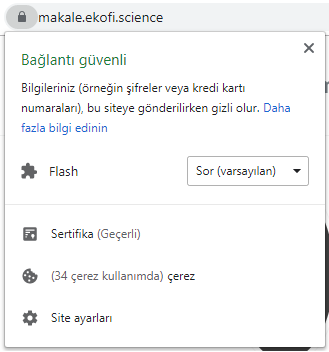 makale.ekofi.science
Bağlantı güvenli
Bilgileriniz (örneğin şifreler veya kredi kartı
numaraları), bu siteye gönderilirken gizli olur. Daha
fazla bilgi edinin
Flash
Sor (varsayılan)
Sertifika (Geçerli)
(34 çerez kullanımda) çerez
Site ayarları